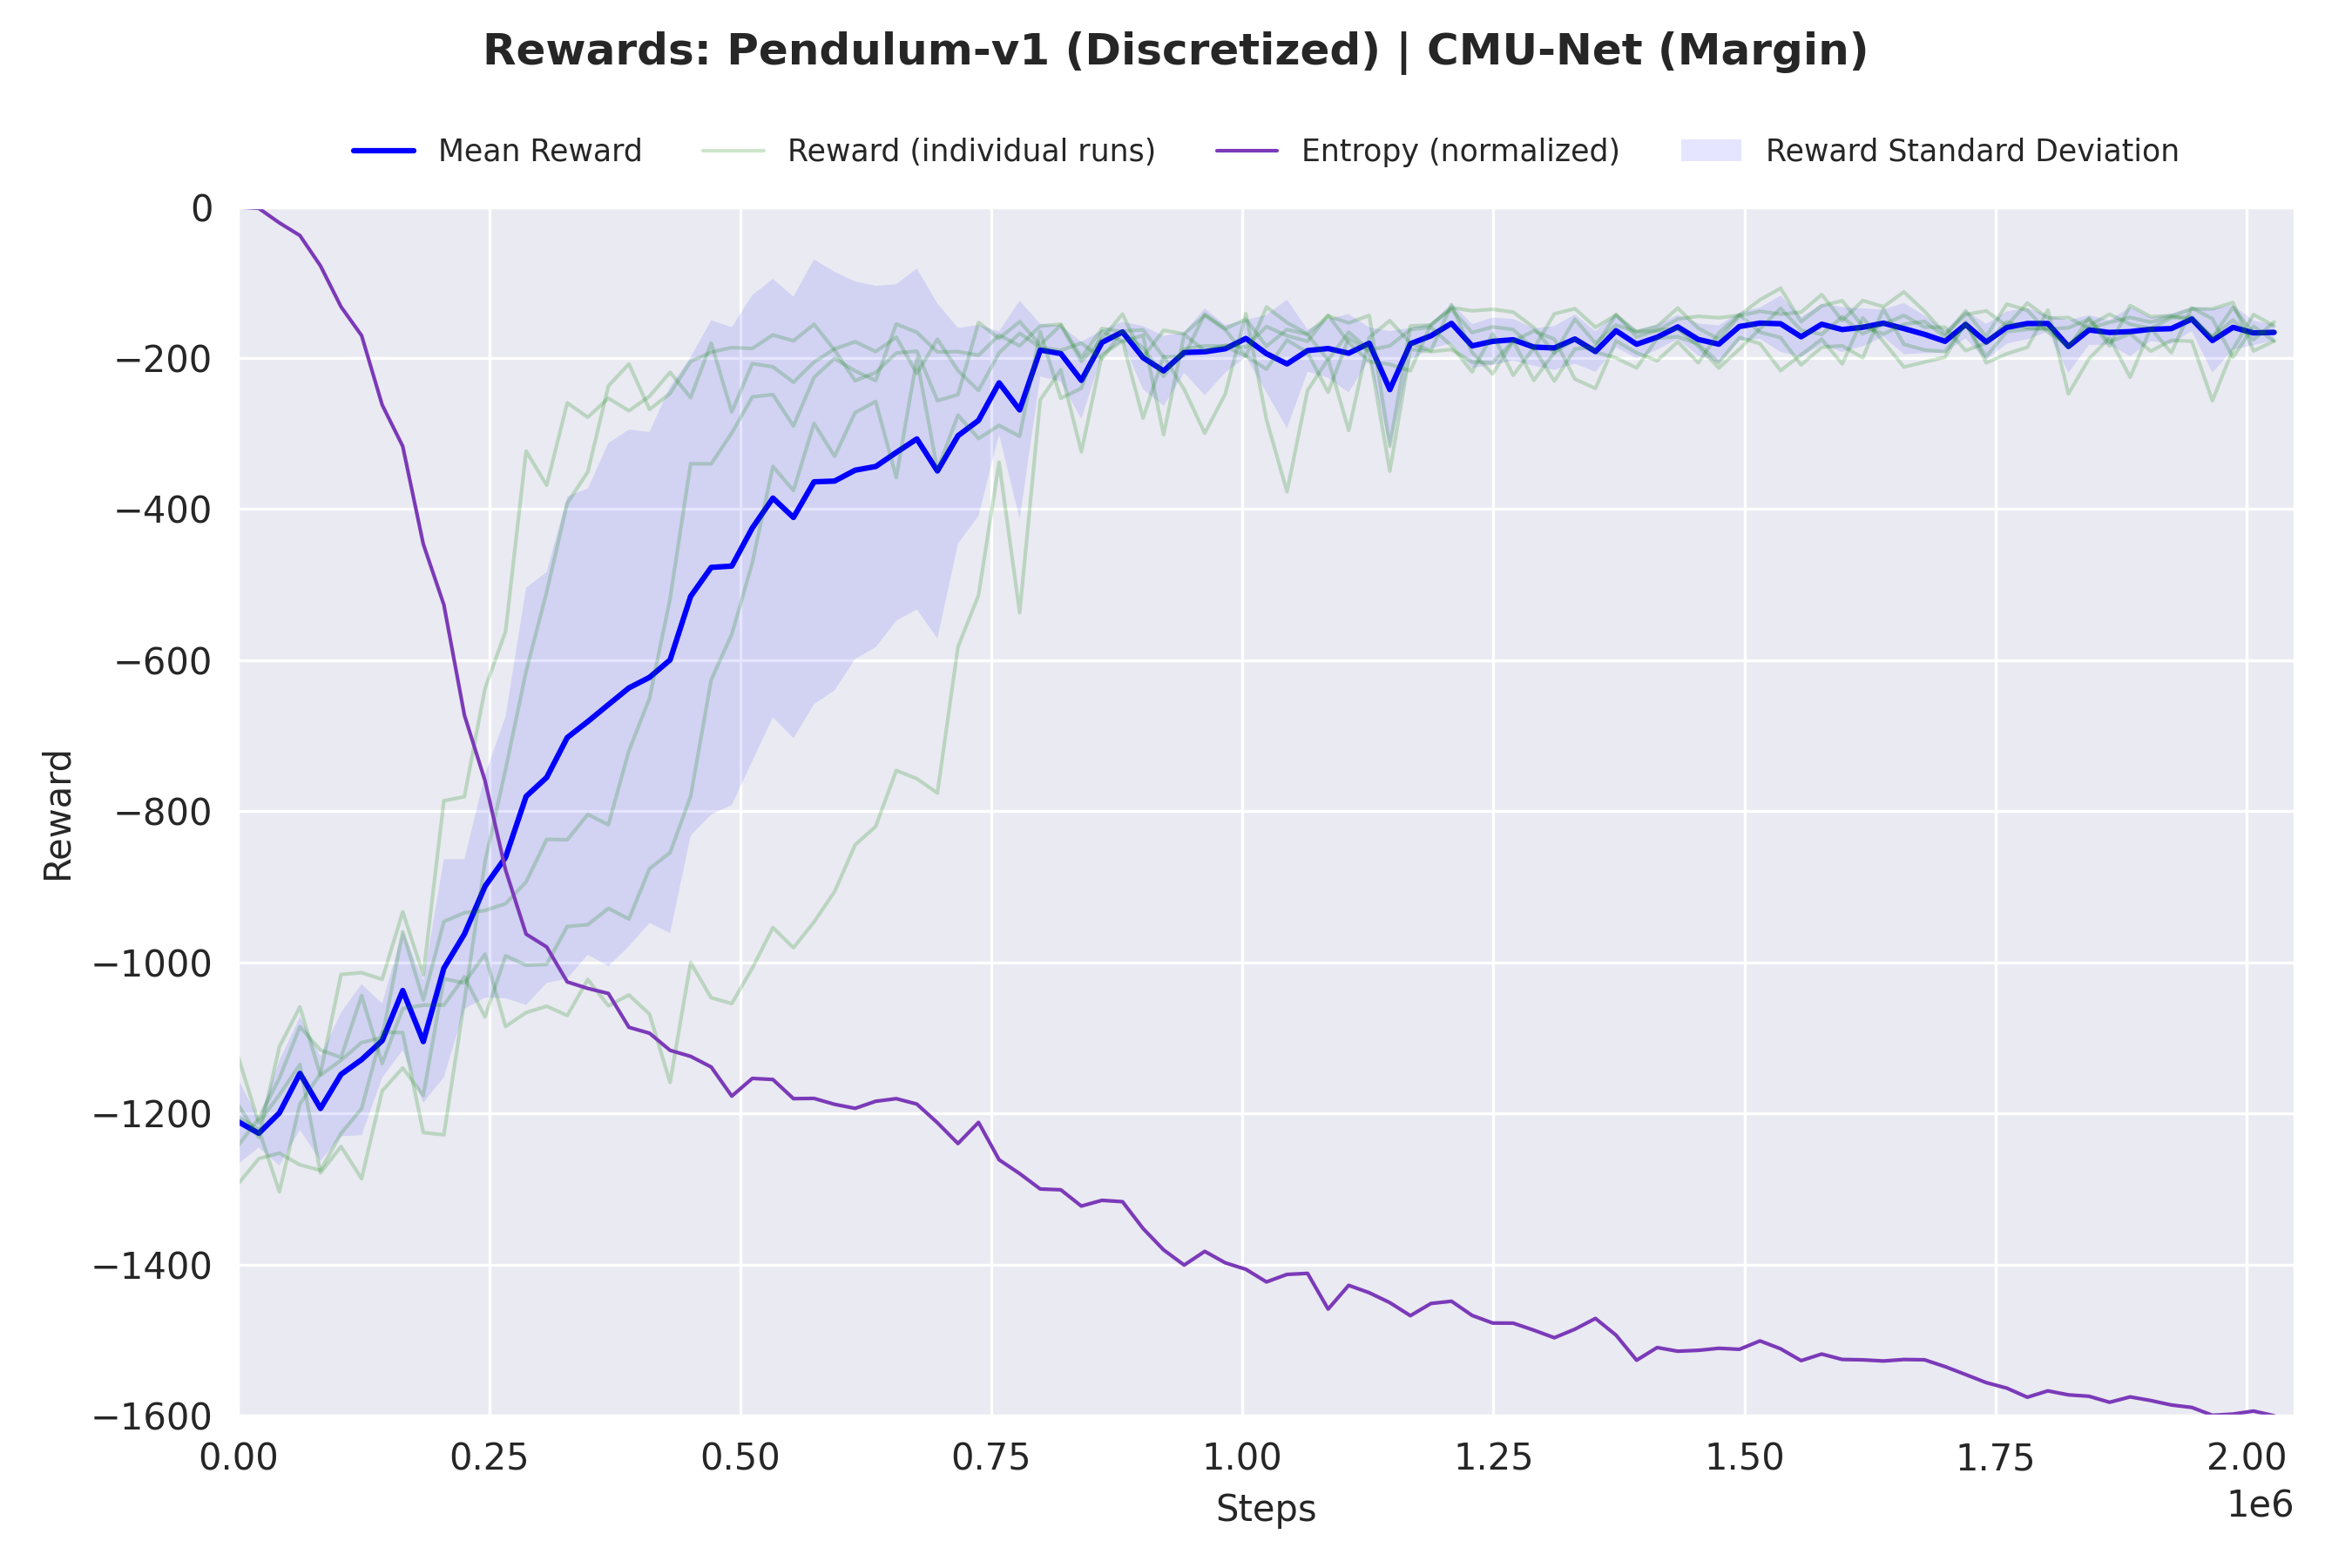 Rewards: Pendulum-v1 (Discretized) | CMU-Net (Margin)
Mean Reward Reward (individual runs) Entropy (normalized) Reward Standard Deviation
0
−200
−400
−600
−800
−1000
−1200
−1400
−1600
Reward
0.00 0.25 0.50 0.75 1.00 1.25 1.50 1.75 2.00
1e6
Steps